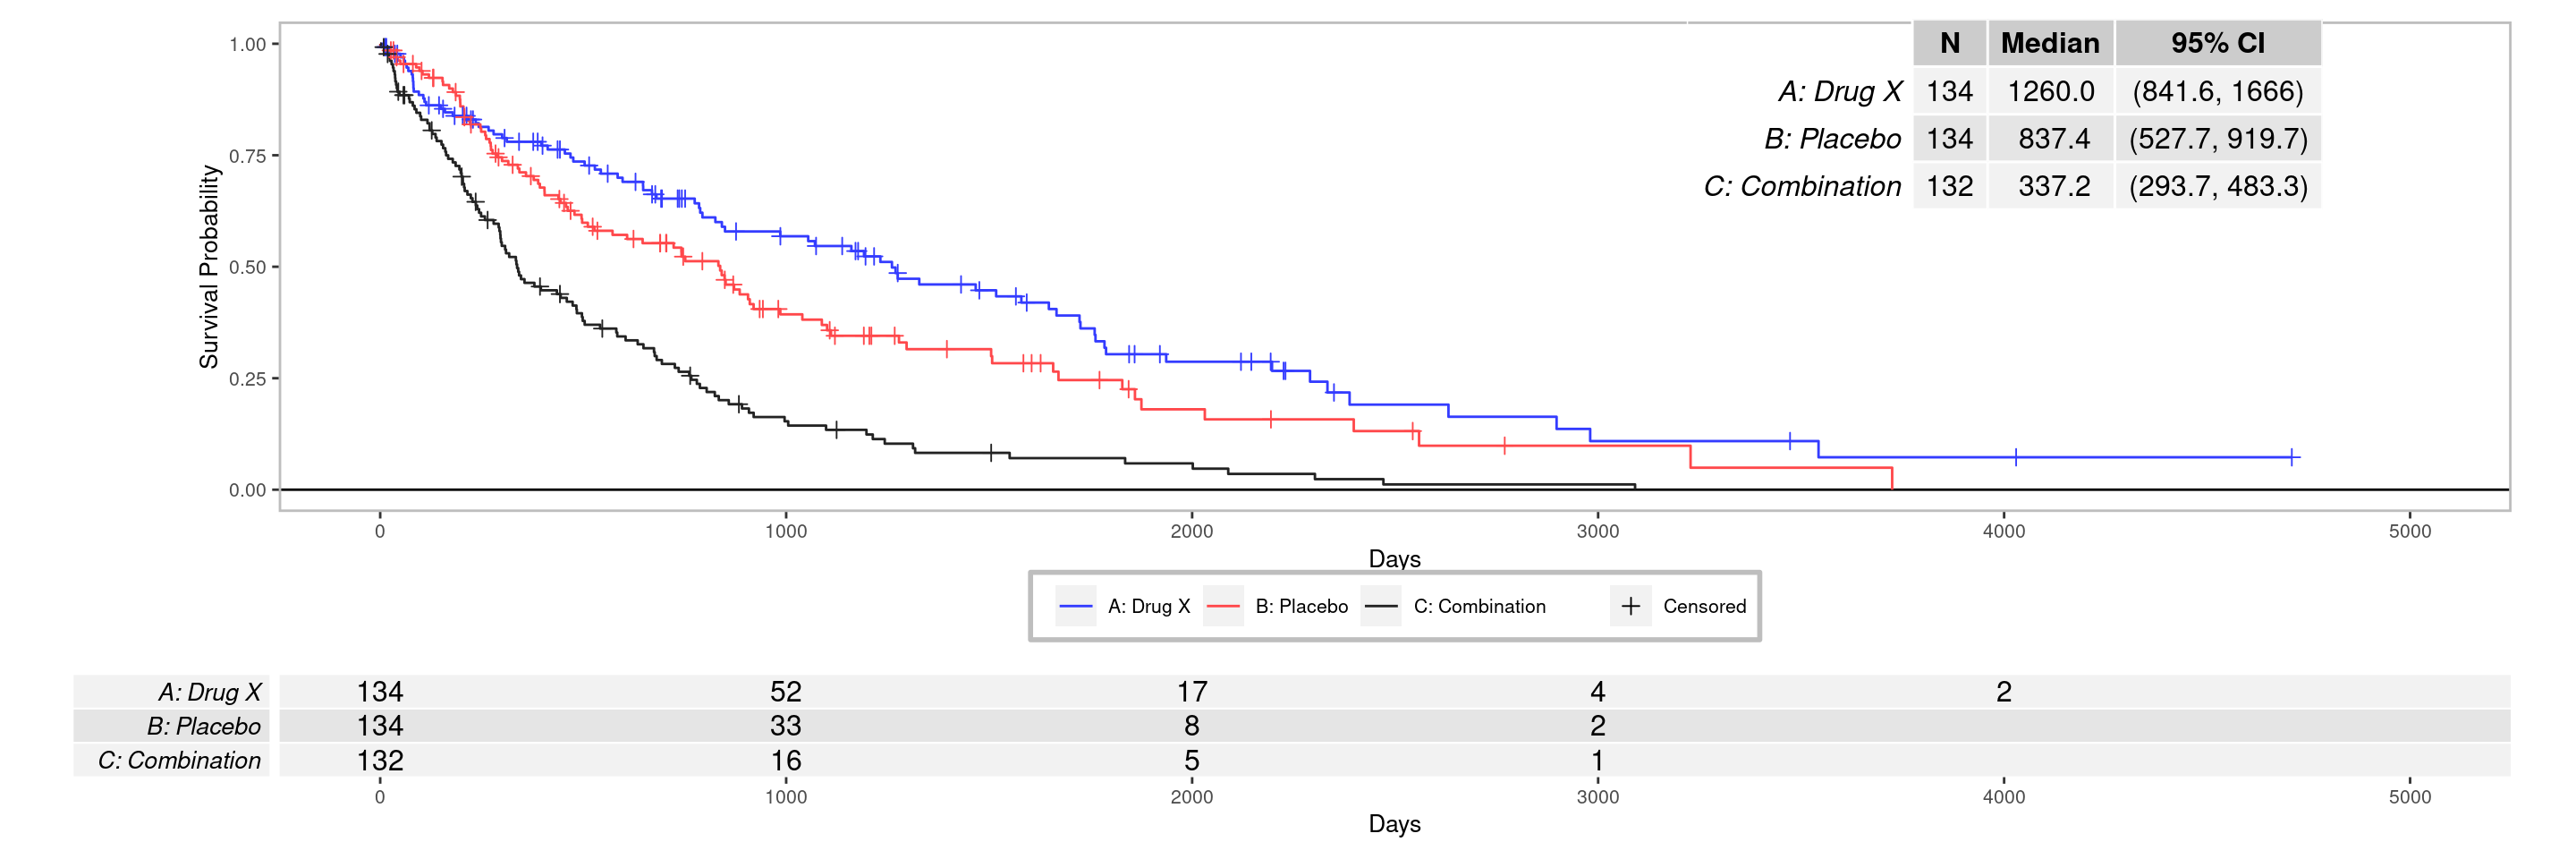 N Median 95% CI
A: Drug X 134 1260.0 (841.6, 1666)
B: Placebo 134 837.4 (527.7, 919.7)
C: Combination 132 337.2 (293.7, 483.3)
Survival Probability
1.00
0.75
0.50
0.25
0.00
0 1000 2000 3000 4000 5000
Days
A: Drug X B: Placebo C: Combination Censored
A: Drug X 134 52 17 4 2
B: Placebo 134 33 8 2
C: Combination 132 16 5 1
0 1000 2000 3000 4000 5000
Days